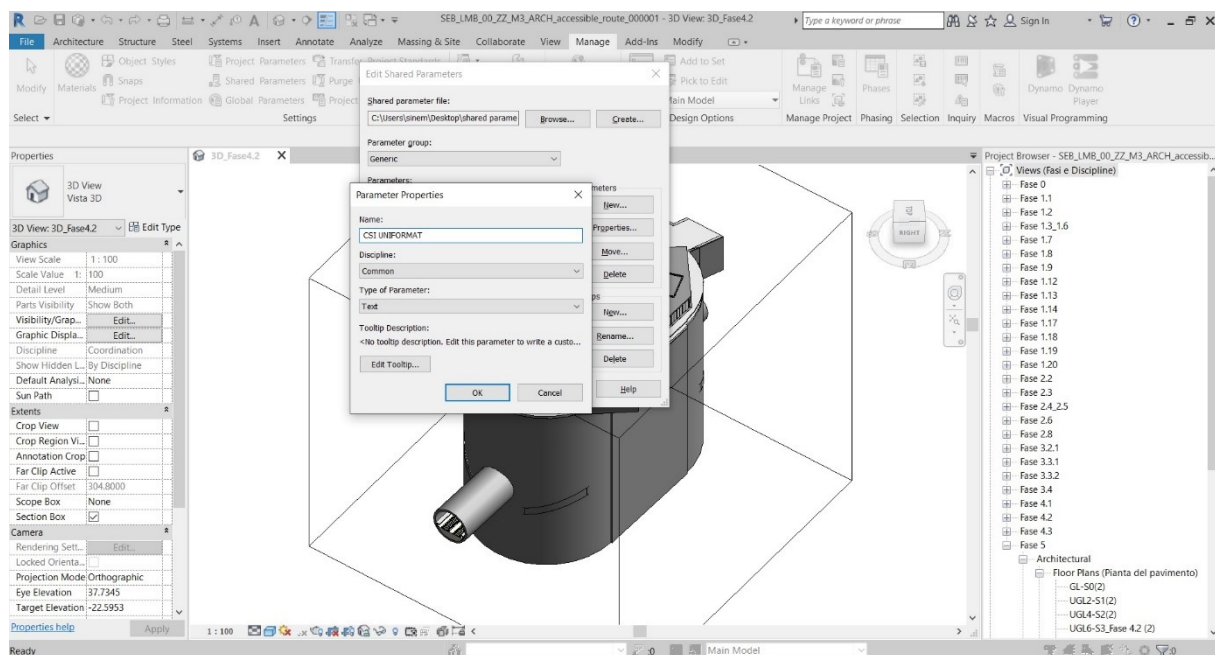 SEB_LMB_00_ZZ_M3_ARCH_accessible_route_000001 - 3D View: 3D_Fase4.2
Type a keyword or phrase
Sign In
File Architecture Structure Steel Systems Insert Annotate Analyze Massing & Site Collaborate View Manage Add-Ins Modify
Modify
Materials
Object Styles
Snaps
Project Information
Project Parameters
Shared Parameters
Global Parameters
Transfer Project Standards
Purge
Project
Add to Set
Pick to Edit
Main Model
Manage Links
Phases
Dynamo
Dynamo Player
Select
Settings
Design Options
Manage Project
Phasing
Selection
Inquiry
Macros
Visual Programming
Properties
3D View
Vista 3D
3D View: 3D_Fase4.2
Edit Type
Graphics
View Scale 1 : 100
Scale Value 1: 100
Detail Level Medium
Parts Visibility Show Both
Visibility/Grap... Edit...
Graphic Displa... Edit...
Discipline Coordination
Show Hidden L... By Discipline
Default Analysi... None
Sun Path
Extents
Crop View
Crop Region Vi...
Annotation Crop
Far Clip Active
Far Clip Offset 304.8000
Scope Box None
Section Box
Camera
Rendering Sett... Edit...
Locked Orienta...
Projection Mode Orthographic
Eye Elevation 37.7345
Target Elevation -22.5953
Properties help
Apply
Ready
3D_Fase4.2
Edit Shared Parameters
Shared parameter file:
C:\Users\sinem\Desktop\shared parame
Browse...
Create...
Parameter group:
Generic
Parameters:
meters
New...
Properties...
Move...
Delete
ps
New...
Rename...
Delete
Help
Parameter Properties
Name:
CSI UNIFORMAT
Discipline:
Common
Type of Parameter:
Text
Tooltip Description:
<No tooltip description. Edit this parameter to write a custo...
Edit Tooltip...
OK
Cancel
RIGHT
1 : 100
:0
Main Model
:0
Project Browser - SEB_LMB_00_ZZ_M3_ARCH_accessib...
Views (Fasi e Discipline)
Fase 0
Fase 1.1
Fase 1.2
Fase 1.3_1.6
Fase 1.7
Fase 1.8
Fase 1.9
Fase 1.12
Fase 1.13
Fase 1.14
Fase 1.17
Fase 1.18
Fase 1.19
Fase 1.20
Fase 2.2
Fase 2.3
Fase 2.4_2.5
Fase 2.6
Fase 2.8
Fase 3.2.1
Fase 3.3.1
Fase 3.3.2
Fase 3.4
Fase 4.1
Fase 4.2
Fase 4.3
Fase 5
Architectural
Floor Plans (Pianta del pavimento)
GL-S0(2)
UGL2-S1(2)
UGL4-S2(2)
UGL6-S3_Fase 4.2 (2)